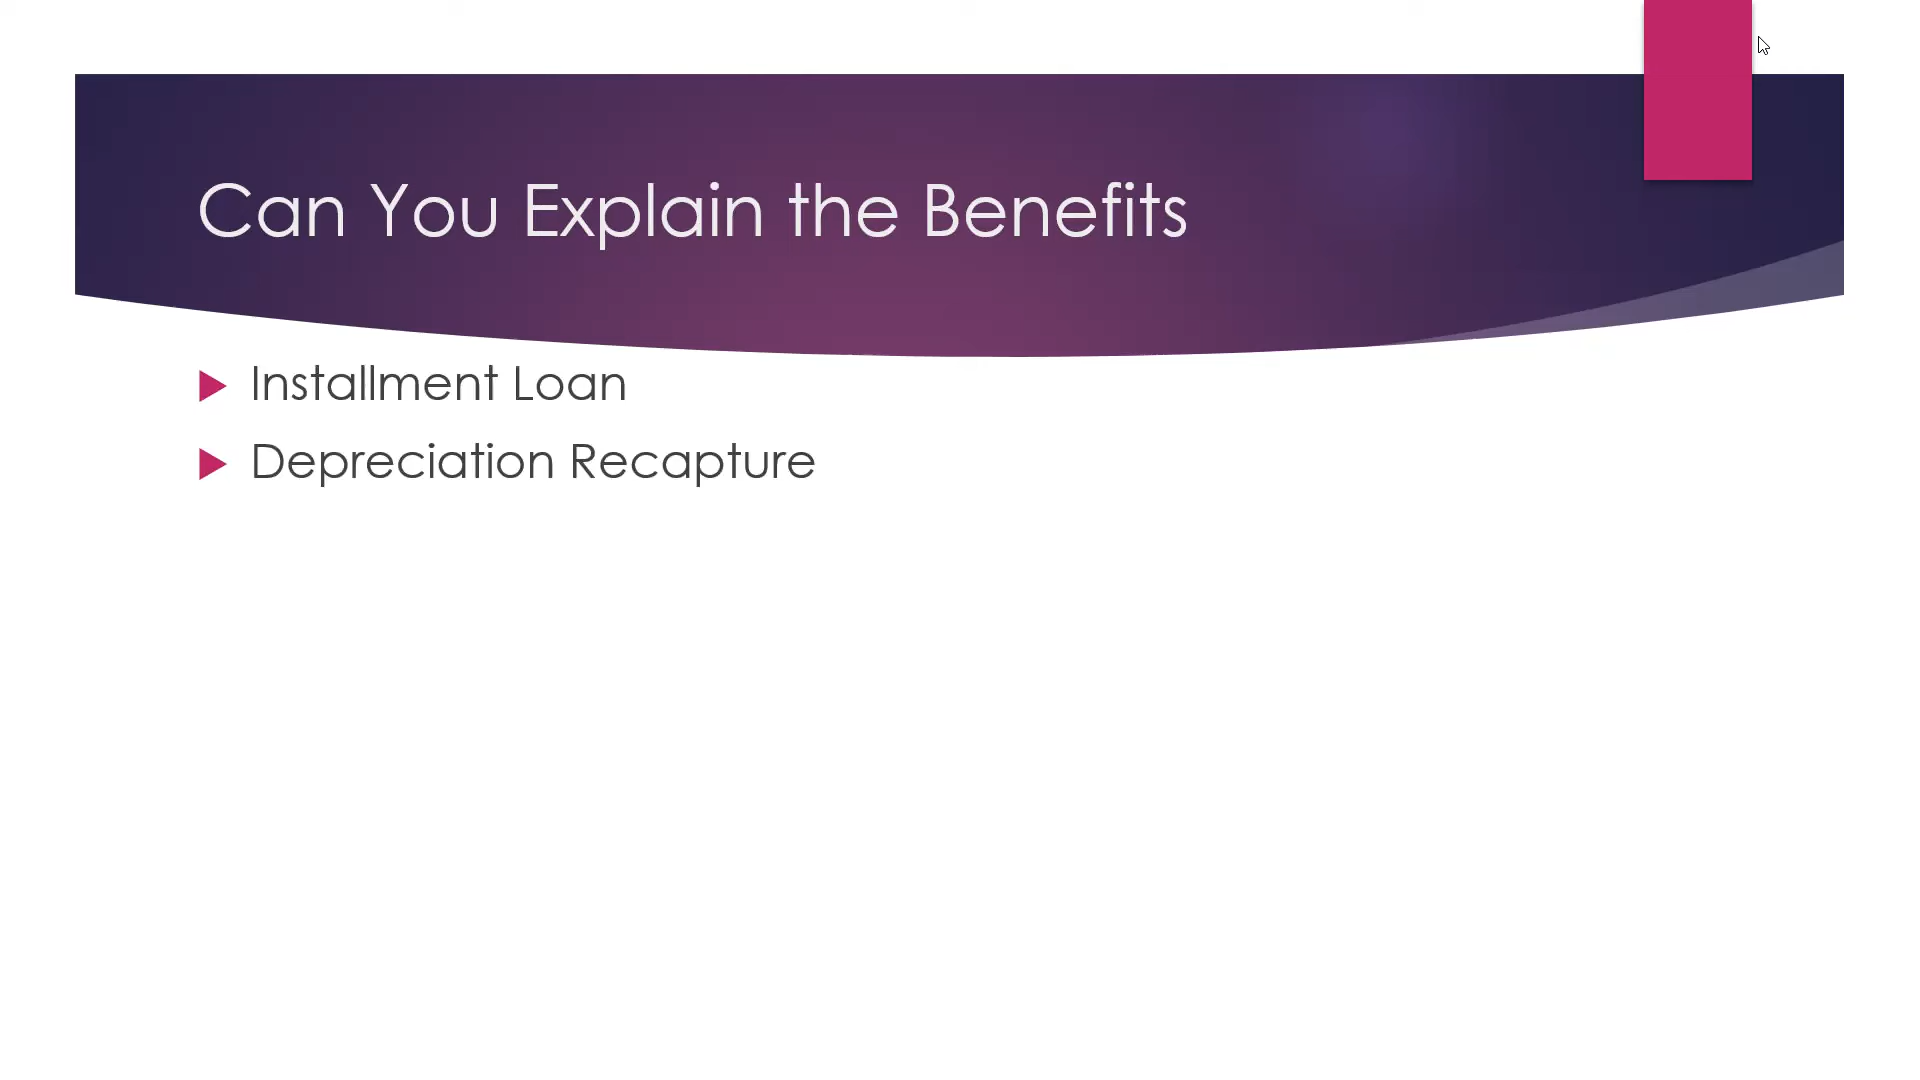 Can You Explain the Benefits
Installment Loan
Depreciation Recapture